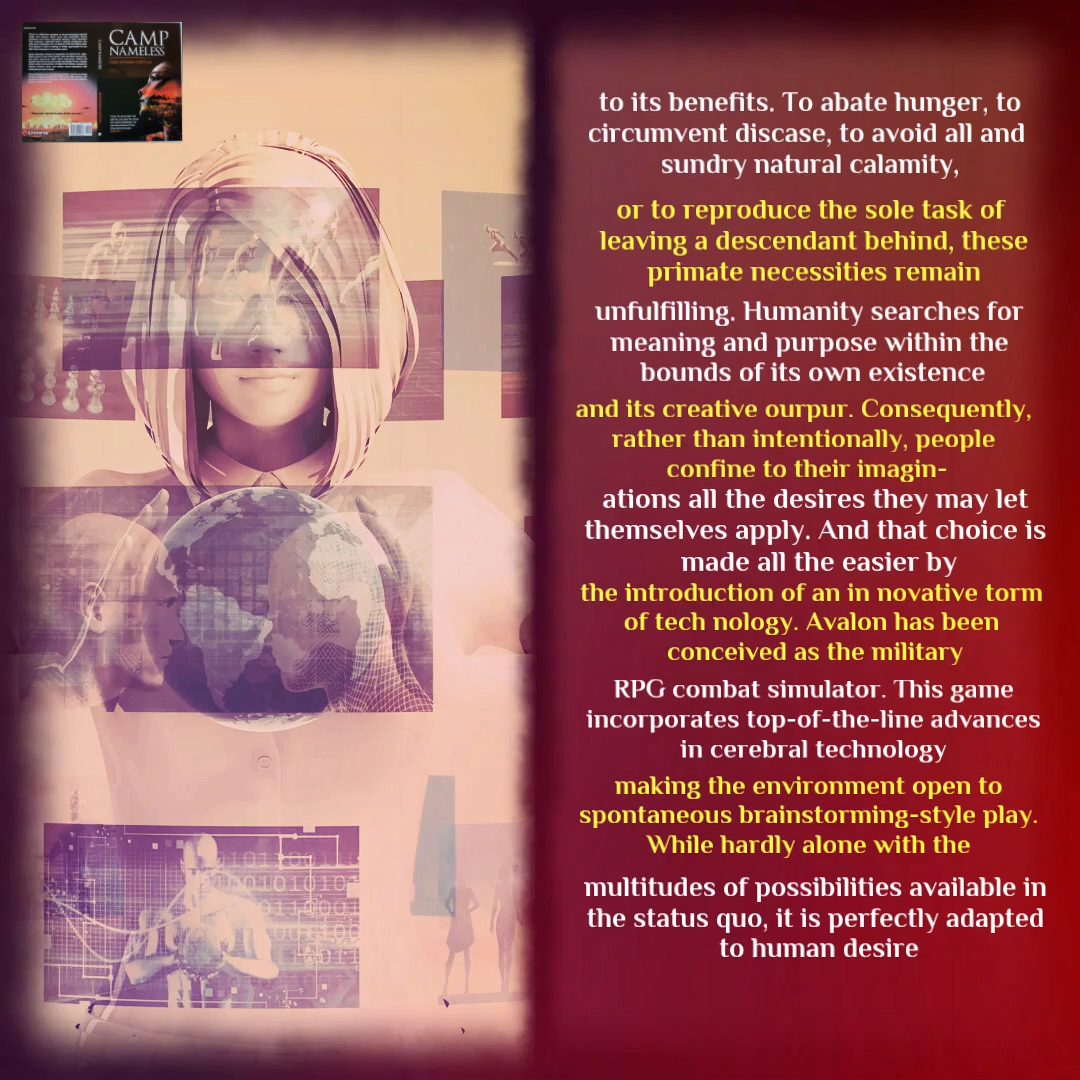 CAMP
NAMELESS
iUniverse
to its benefits. To abate hunger, to
circumvent discase, to avoid all and
sundry natural calamity,
or to reproduce the sole task of
leaving a descendant behind, these
primate necessities remain
unfulfilling. Humanity searches for
meaning and purpose within the
bounds of its own existence
and its creative ourpur. Consequently,
rather than intentionally, people
confine to their imagin-
ations all the desires they may let
themselves apply. And that choice is
made all the easier by
the introduction of an in novative torm
of tech nology. Avalon has been
conceived as the military
RPG combat simulator. This game
incorporates top-of-the-line advances
in cerebral technology
making the environment open to
spontaneous brainstorming-style play.
While hardly alone with the
multitudes of possibilities available in
the status quo, it is perfectly adapted
to human desire